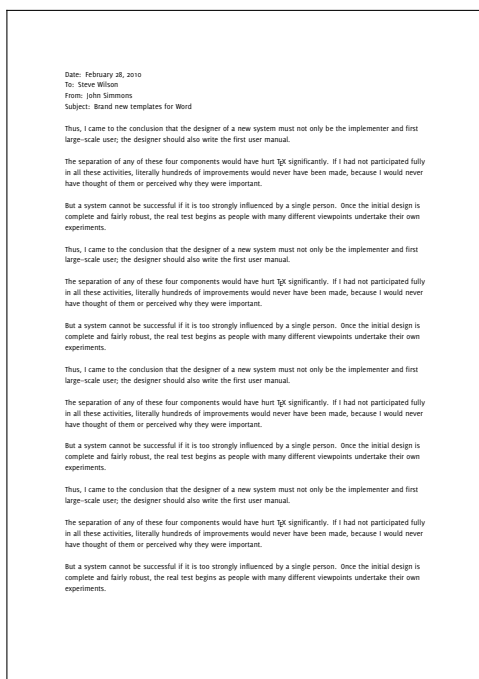 Date: February 28, 2010
To: Steve Wilson
From: John Simmons
Subject: Brand new templates for Word
Thus, I came to the conclusion that the designer of a new system must not only be the implementer and first
large-scale user; the designer should also write the first user manual.
The separation of any of these four components would have hurt TEX significantly. If I had not participated fully
in all these activities, literally hundreds of improvements would never have been made, because I would never
have thought of them or perceived why they were important.
But a system cannot be successful if it is too strongly influenced by a single person. Once the initial design is
complete and fairly robust, the real test begins as people with many different viewpoints undertake their own
experiments.
Thus, I came to the conclusion that the designer of a new system must not only be the implementer and first
large-scale user; the designer should also write the first user manual.
The separation of any of these four components would have hurt TEX significantly. If I had not participated fully
in all these activities, literally hundreds of improvements would never have been made, because I would never
have thought of them or perceived why they were important.
But a system cannot be successful if it is too strongly influenced by a single person. Once the initial design is
complete and fairly robust, the real test begins as people with many different viewpoints undertake their own
experiments.
Thus, I came to the conclusion that the designer of a new system must not only be the implementer and first
large-scale user; the designer should also write the first user manual.
The separation of any of these four components would have hurt TEX significantly. If I had not participated fully
in all these activities, literally hundreds of improvements would never have been made, because I would never
have thought of them or perceived why they were important.
But a system cannot be successful if it is too strongly influenced by a single person. Once the initial design is
complete and fairly robust, the real test begins as people with many different viewpoints undertake their own
experiments.
Thus, I came to the conclusion that the designer of a new system must not only be the implementer and first
large-scale user; the designer should also write the first user manual.
The separation of any of these four components would have hurt TEX significantly. If I had not participated fully
in all these activities, literally hundreds of improvements would never have been made, because I would never
have thought of them or perceived why they were important.
But a system cannot be successful if it is too strongly influenced by a single person. Once the initial design is
complete and fairly robust, the real test begins as people with many different viewpoints undertake their own
experiments.